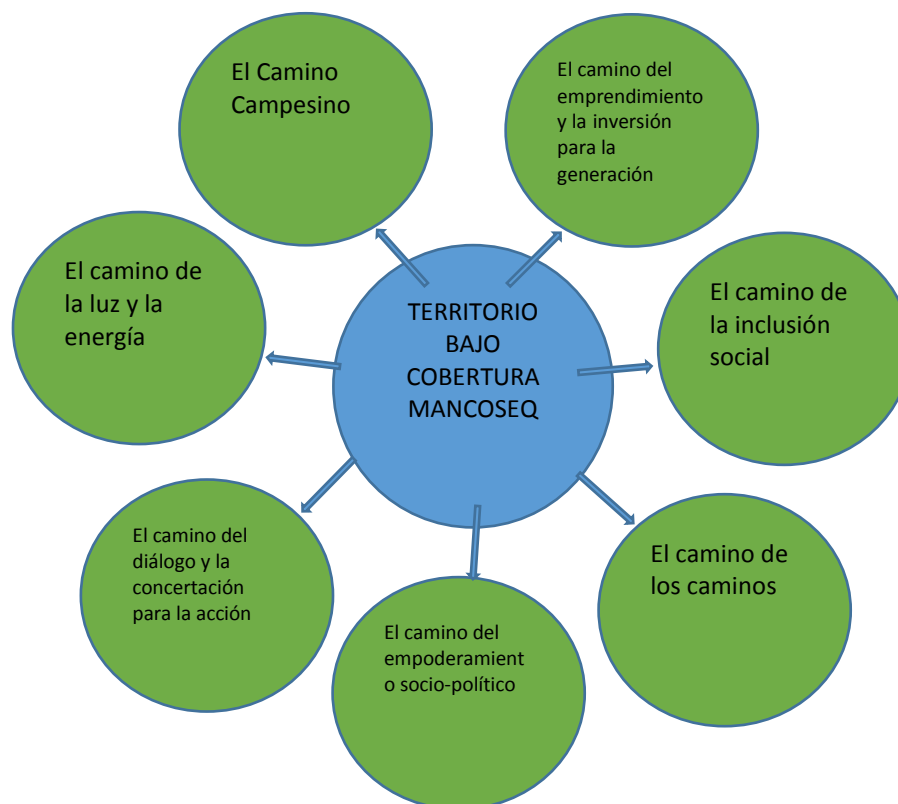 El Camino
Campesino
El camino del
emprendimiento
y la inversión
para la
generación
El camino de
la luz y la
energía
TERRITORIO
BAJO
COBERTURA
MANCOSEQ
El camino de
la inclusión
social
El camino del
diálogo y la
concertación
para la acción
El camino de
los caminos
El camino del
empoderamient
o socio-político